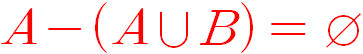 A − (A ∪ B) = ∅